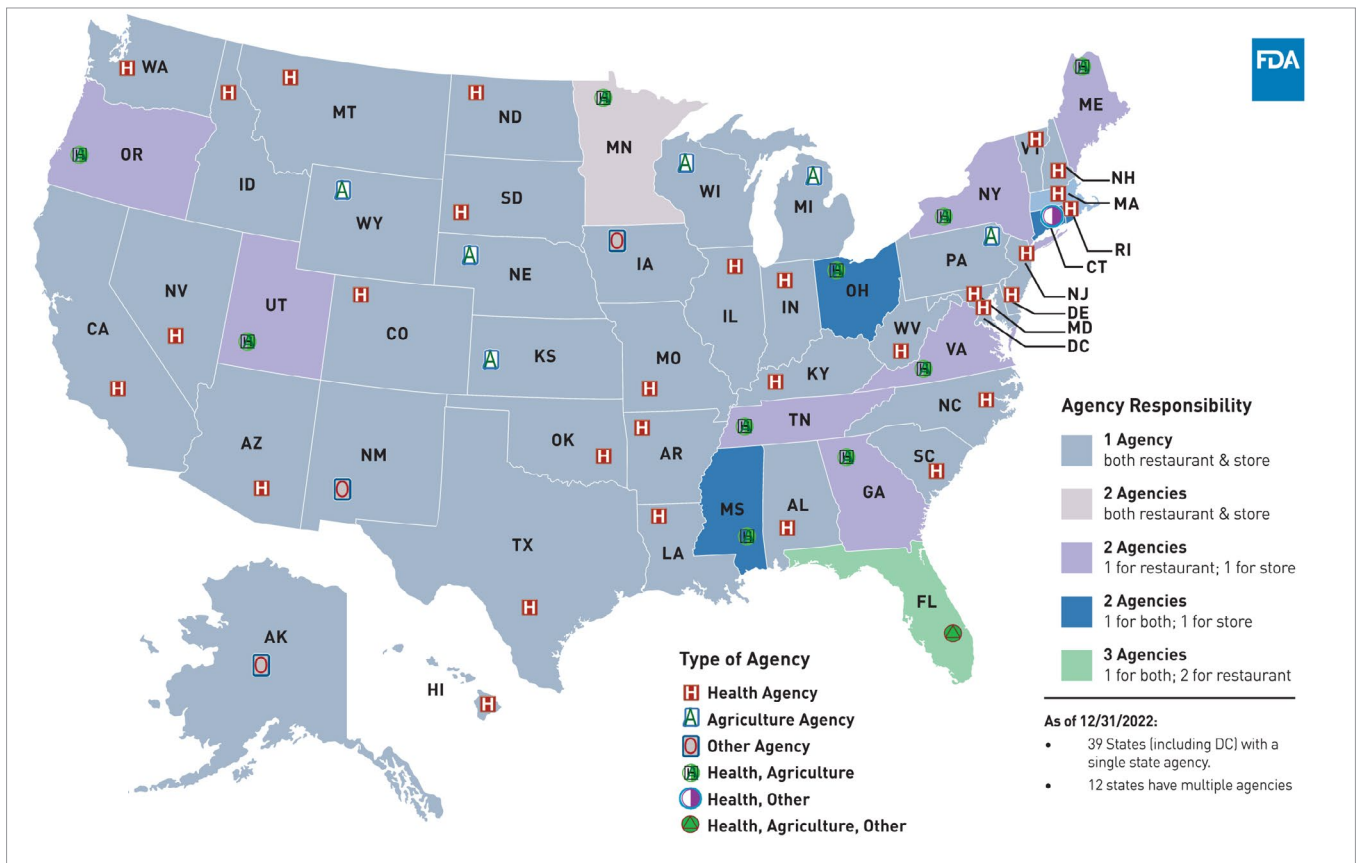 FDA
H WA
H
H
MT
H
ND
H A
MN
H A
ME
H A
OR
ID
A
WY
H
SD
A
WI
A
MI
H
VT
H
NH
H
MA
H
RI
CT
H A
NY
A
PA
H
NJ
H
DE
H
MD
H
DC
O
IA
A
NE
NV
H
UT
H A
H
CO
CA
H
A
KS
H
IL
H
IN
H A
OH
WV
H
VA
H A
MO
H
KY
H
NC
H
TN
H A
AZ
H
NM
O
OK
H
H
AR
SC
H
H A
GA
MS
H A
AL
H
H
LA
TX
H
FL
AK
O
HI
H
Agency Responsibility
1 Agency
both restaurant & store
2 Agencies
both restaurant & store
2 Agencies
1 for restaurant; 1 for store
2 Agencies
1 for both; 1 for store
3 Agencies
1 for both; 2 for restaurant
As of 12/31/2022:
• 39 States (including DC) with a
single state agency.
• 12 states have multiple agencies
Type of Agency
H Health Agency
A Agriculture Agency
O Other Agency
H A Health, Agriculture
Health, Other
Health, Agriculture, Other